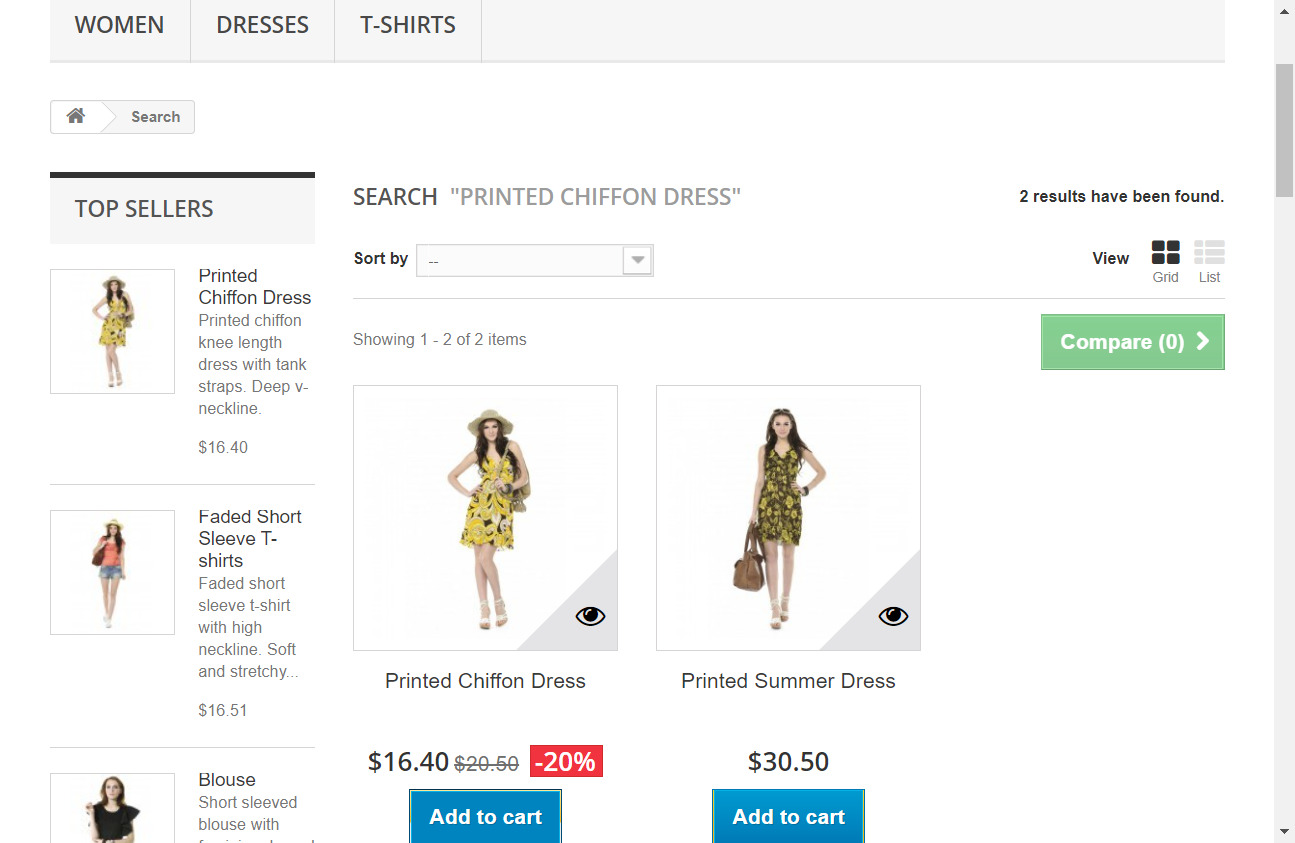 WOMEN DRESSES T-SHIRTS
Search
TOP SELLERS
Printed
Chiffon Dress
Printed chiffon
knee length
dress with tank
straps. Deep v-
neckline.
$16.40
Faded Short
Sleeve T-
shirts
Faded short
sleeve t-shirt
with high
neckline. Soft
and stretchy...
$16.51
Blouse
Short sleeved
blouse with
SEARCH "PRINTED CHIFFON DRESS"
2 results have been found.
Sort by --
View
Grid List
Showing 1 - 2 of 2 items
Compare (0)
Printed Chiffon Dress
$16.40 $20.50 -20%
Add to cart
Printed Summer Dress
$30.50
Add to cart